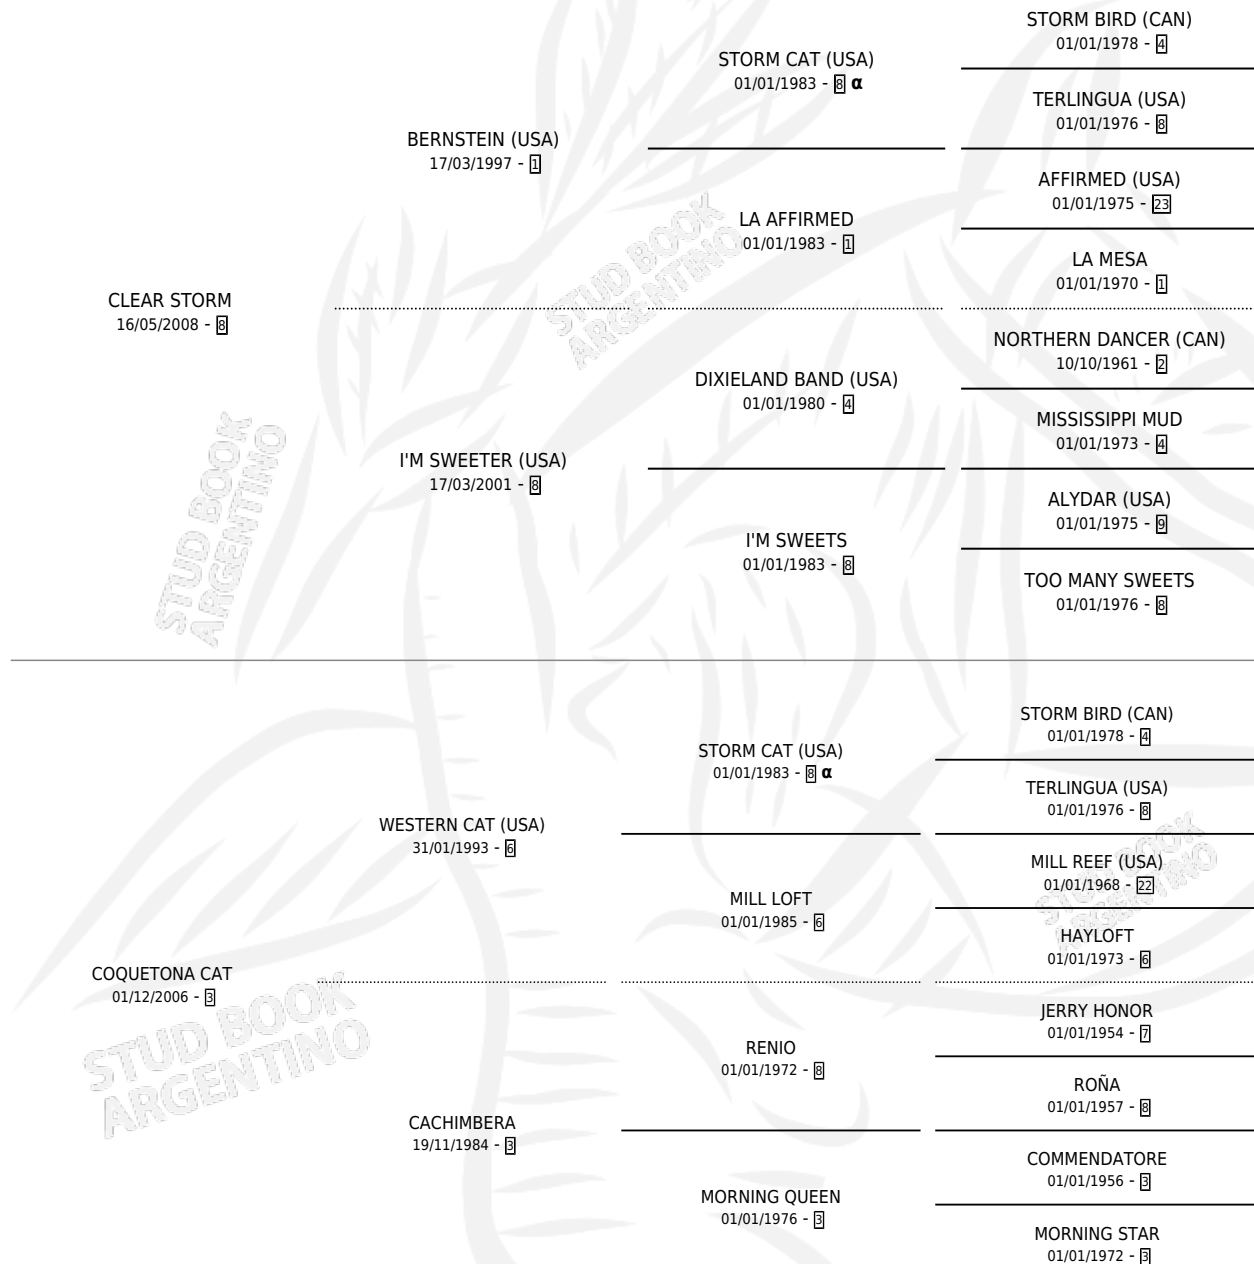 STORM BIRD (CAN)
01/01/1978 - 4
STORM CAT (USA)
01/01/1983 - 8 α
TERLINGUA (USA)
01/01/1976 - 8
BERNSTEIN (USA)
17/03/1997 - 1
AFFIRMED (USA)
01/01/1975 - 23
LA AFFIRMED
01/01/1983 - 1
LA MESA
01/01/1970 - 1
CLEAR STORM
16/05/2008 - 8
NORTHERN DANCER (CAN)
10/10/1961 - 2
DIXIELAND BAND (USA)
01/01/1980 - 4
MISSISSIPPI MUD
01/01/1973 - 4
I'M SWEETER (USA)
17/03/2001 - 8
ALYDAR (USA)
01/01/1975 - 9
I'M SWEETS
01/01/1983 - 8
TOO MANY SWEETS
01/01/1976 - 8
STORM BIRD (CAN)
01/01/1978 - 4
STORM CAT (USA)
01/01/1983 - 8 α
TERLINGUA (USA)
01/01/1976 - 8
WESTERN CAT (USA)
31/01/1993 - 6
MILL REEF (USA)
01/01/1968 - 22
MILL LOFT
01/01/1985 - 6
HAYLOFT
01/01/1973 - 6
COQUETONA CAT
01/12/2006 - 3
JERRY HONOR
01/01/1954 - 7
RENIO
01/01/1972 - 8
ROÑA
01/01/1957 - 8
CACHIMBERA
19/11/1984 - 3
COMMENDATORE
01/01/1956 - 3
MORNING QUEEN
01/01/1976 - 3
MORNING STAR
01/01/1972 - 3
STUD BOOK
ARGENTINO
STUD BOOK
ARGENTINO
STUD BOOK
ARGENTINO
STUD BOOK
ARGENTINO